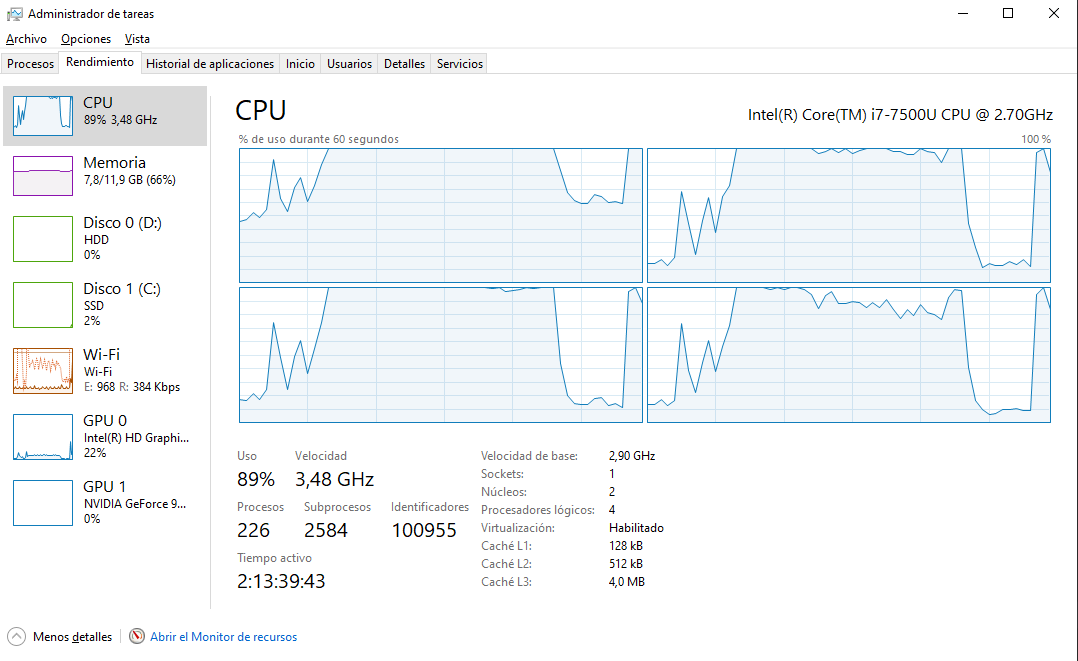 Administrador de tareas
Archivo Opciones Vista
Procesos Rendimiento Historial de aplicaciones Inicio Usuarios Detalles Servicios
CPU
89% 3,48 GHz
Memoria
7,8/11,9 GB (66%)
Disco 0 (D:)
HDD
0%
Disco 1 (C:)
SSD
2%
Wi-Fi
Wi-Fi
E: 968 R: 384 Kbps
GPU 0
Intel(R) HD Graphi...
22%
GPU 1
NVIDIA GeForce 9...
0%
CPU
Intel(R) Core(TM) i7-7500U CPU @ 2.70GHz
% de uso durante 60 segundos
100 %
Uso Velocidad
89% 3,48 GHz
Procesos Subprocesos Identificadores
226 2584 100955
Tiempo activo
2:13:39:43
Velocidad de base: 2,90 GHz
Sockets: 1
Núcleos: 2
Procesadores lógicos: 4
Virtualización: Habilitado
Caché L1: 128 kB
Caché L2: 512 kB
Caché L3: 4,0 MB
Menos detalles
Abrir el Monitor de recursos